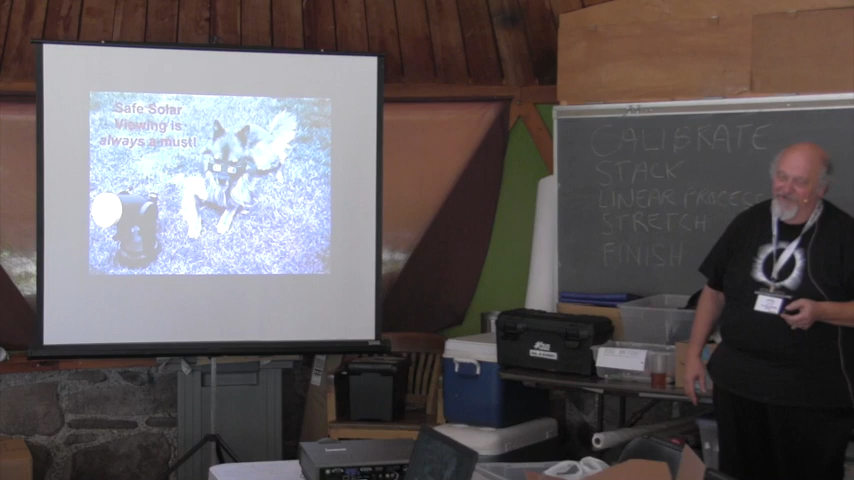 Safe Solar
Viewing is
always a must!
CALIBRATE
STACK
LINEAR PROCESS
STRETCH
FINISH